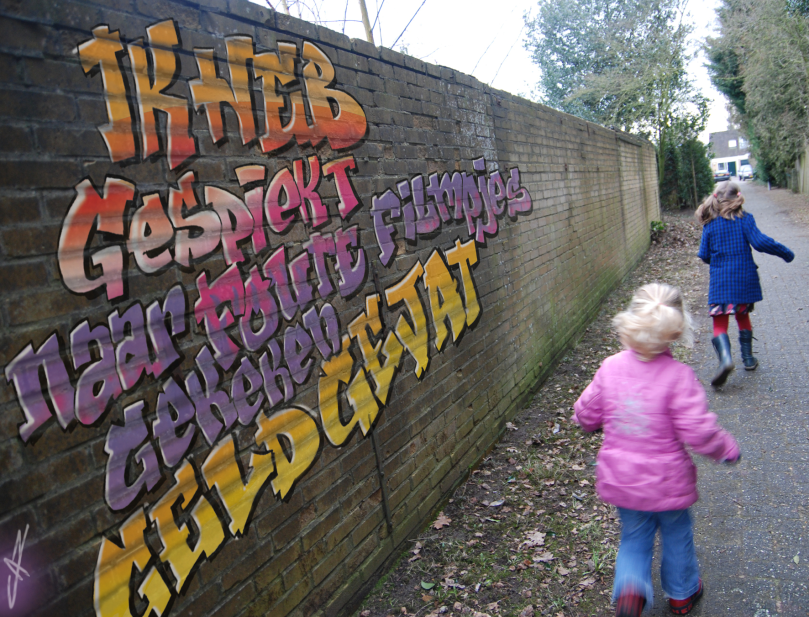 IK HEB
GESPIEKT
naar FOUTE FILMPJES
GEKEKEN
GELD GEJAT